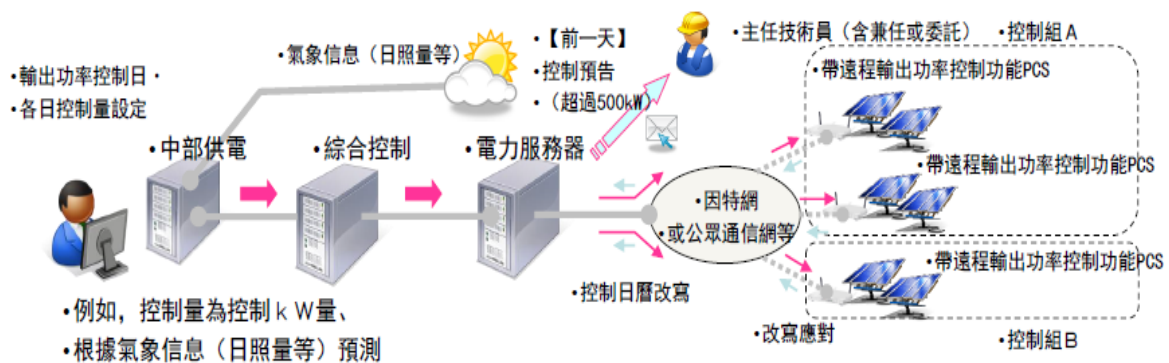 •輸出功率控制日•
•各日控制量設定
•氣象信息（日照量等）
•【前一天】
•控制預告
•（超過500kW）
•主任技術員（含兼任或委託）
•控制組A
•帶遠程輸出功率控制功能PCS
•中部供電
•綜合控制
•電力服務器
•帶遠程輸出功率控制功能PCS
•因特網
•或公眾通信網等
•帶遠程輸出功率控制功能PCS
•控制日曆改寫
•例如，控制量為控制ｋＷ量、
•根據氣象信息（日照量等）預測
•改寫應對
•控制組B